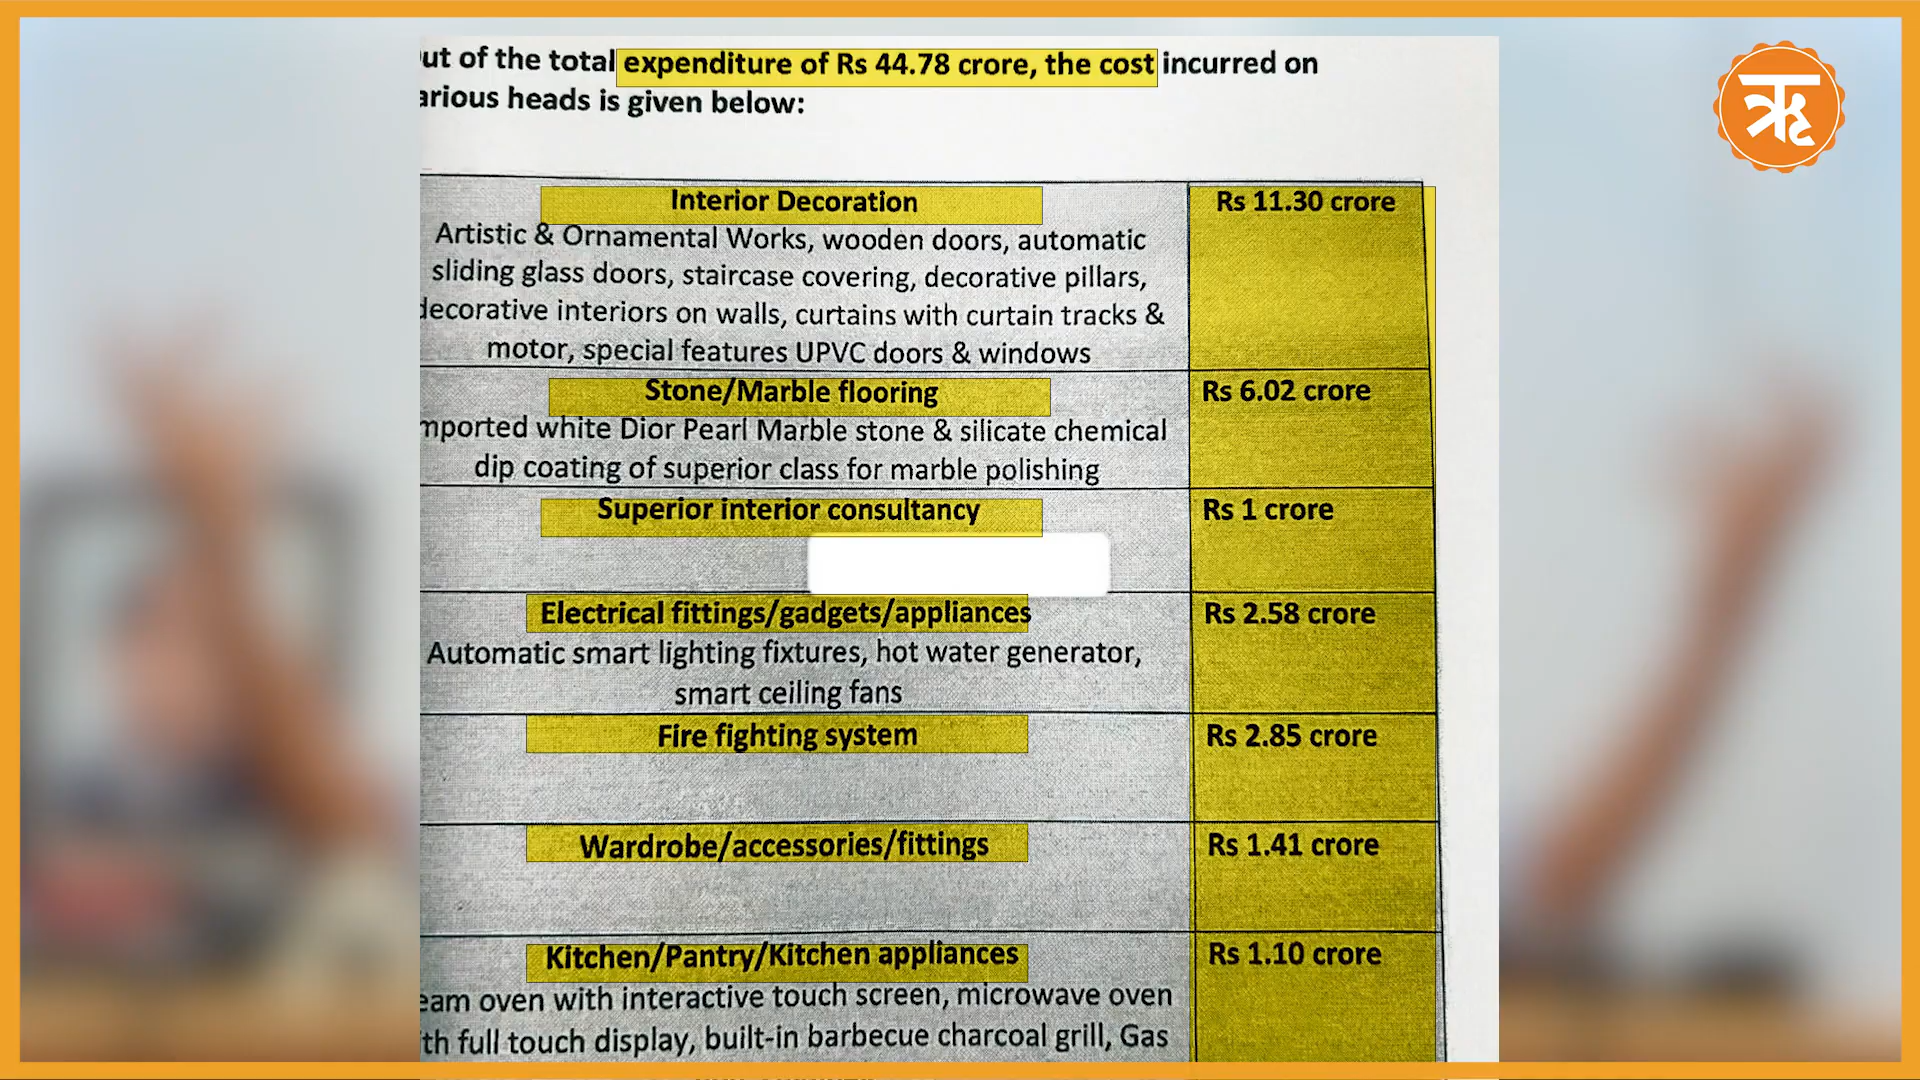 ut of the total expenditure of Rs 44.78 crore, the cost incurred on
arious heads is given below:
Interior Decoration
Rs 11.30 crore
Artistic & Ornamental Works, wooden doors, automatic
sliding glass doors, staircase covering, decorative pillars,
decorative interiors on walls, curtains with curtain tracks &
motor, special features UPVC doors & windows
Stone/Marble flooring
Rs 6.02 crore
mported white Dior Pearl Marble stone & silicate chemical
dip coating of superior class for marble polishing
Superior interior consultancy
Rs 1 crore
Electrical fittings/gadgets/appliances
Rs 2.58 crore
Automatic smart lighting fixtures, hot water generator,
smart ceiling fans
Fire fighting system
Rs 2.85 crore
Wardrobe/accessories/fittings
Rs 1.41 crore
Kitchen/Pantry/Kitchen appliances
Rs 1.10 crore
eam oven with interactive touch screen, microwave oven
th full touch display, built-in barbecue charcoal grill, Gas
ऋ